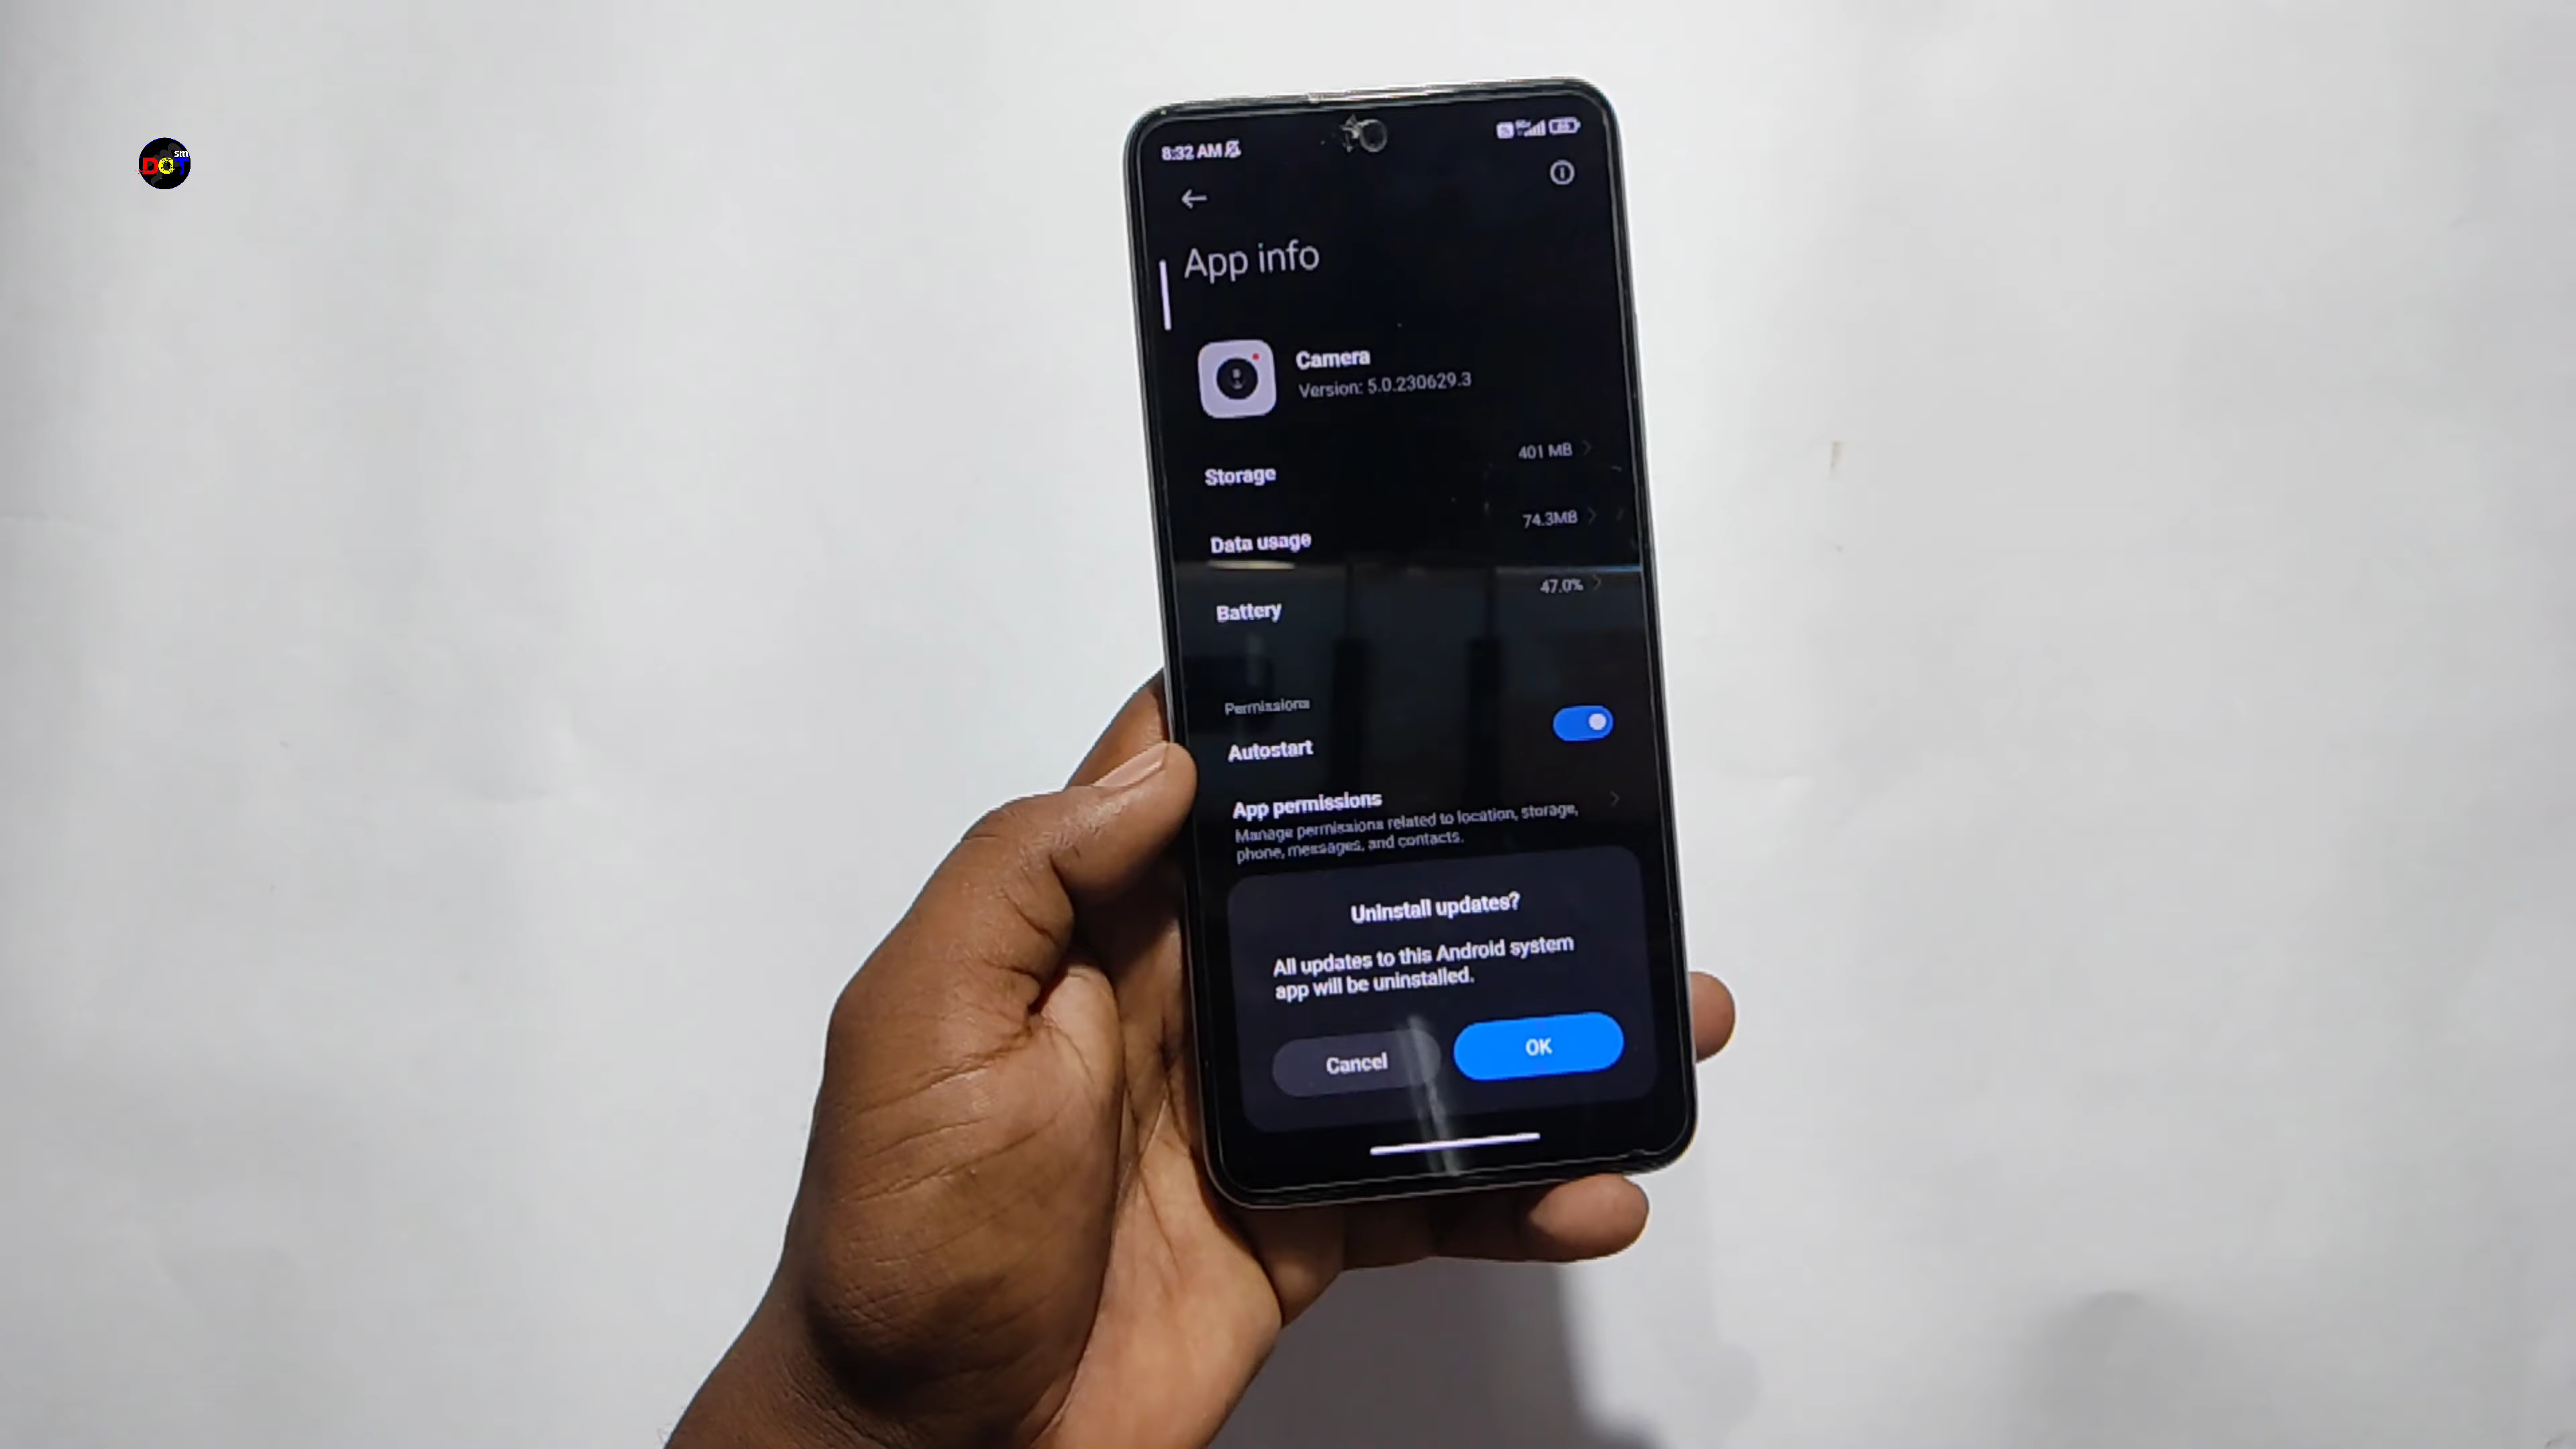 sm
DOT
8:32 AM
App info
Camera
Version: 5.0.230629.3
Storage
401 MB
Data usage
74.3MB
Battery
47.0%
Permissions
Autostart
App permissions
Manage permissions related to location, storage,
phone, messages, and contacts.
Uninstall updates?
All updates to this Android system
app will be uninstalled.
Cancel
OK